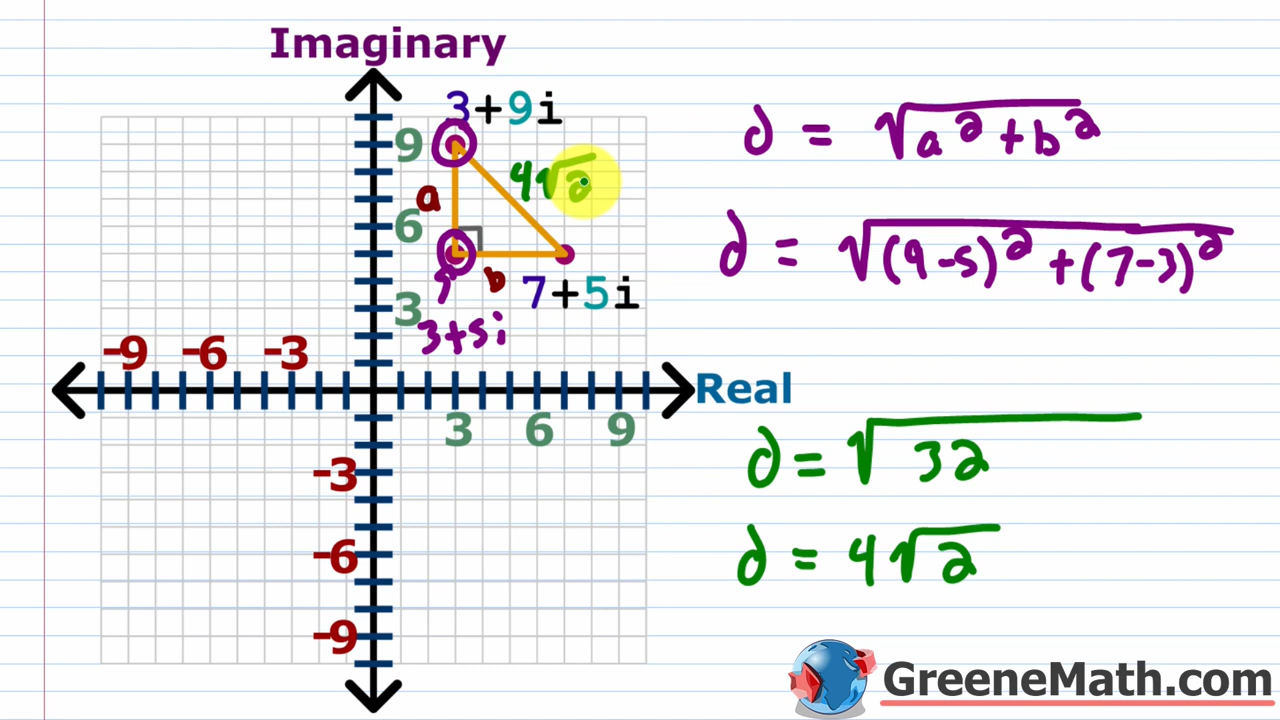 Imaginary
3+9i
d = √a² + b²
9
4√2
a
6
d = √(9-5)² + (7-3)²
b
7+5i
3
3+5i
-9 -6 -3
Real
3 6 9
d = √32
-3
d = 4√2
-6
-9
GreeneMath.com